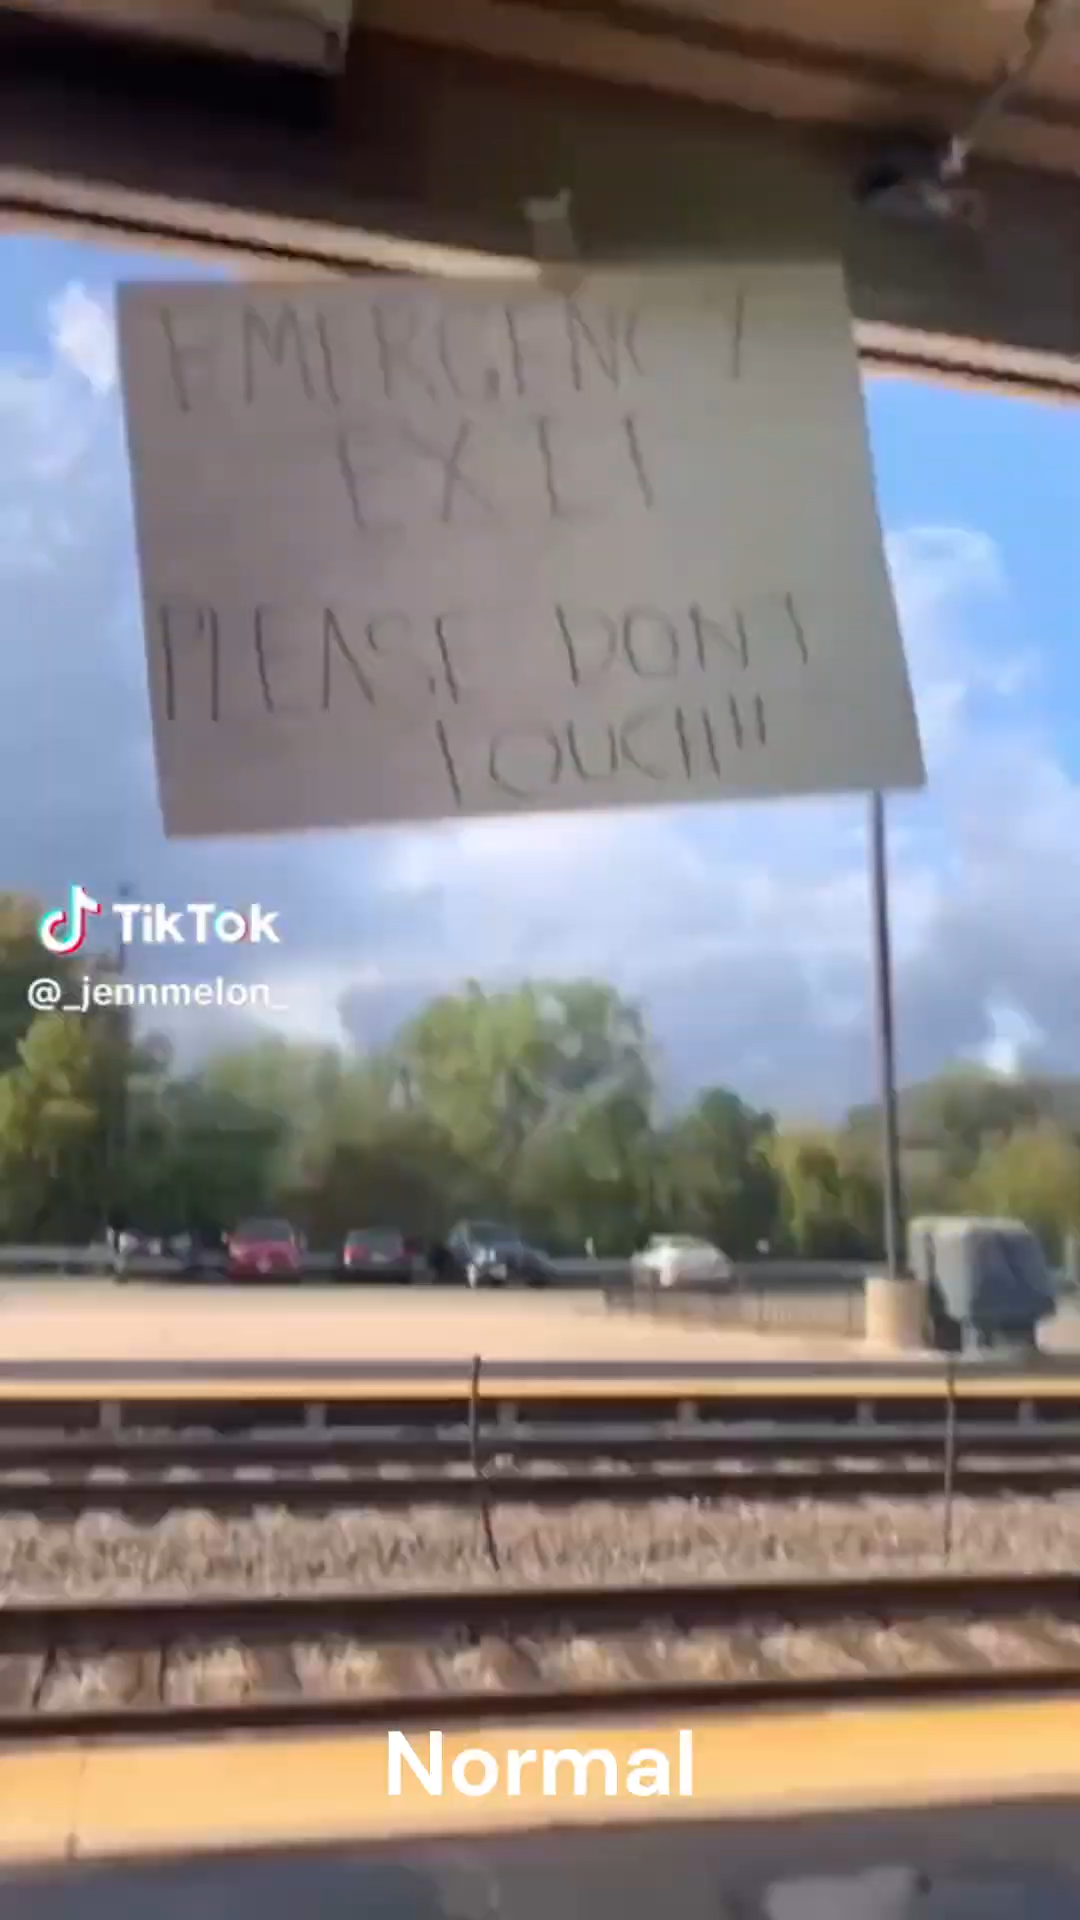 EMERGENCY
EXIT
PLEASE DON'T
TOUCH!!
TikTok
@_jennmelon_
Normal